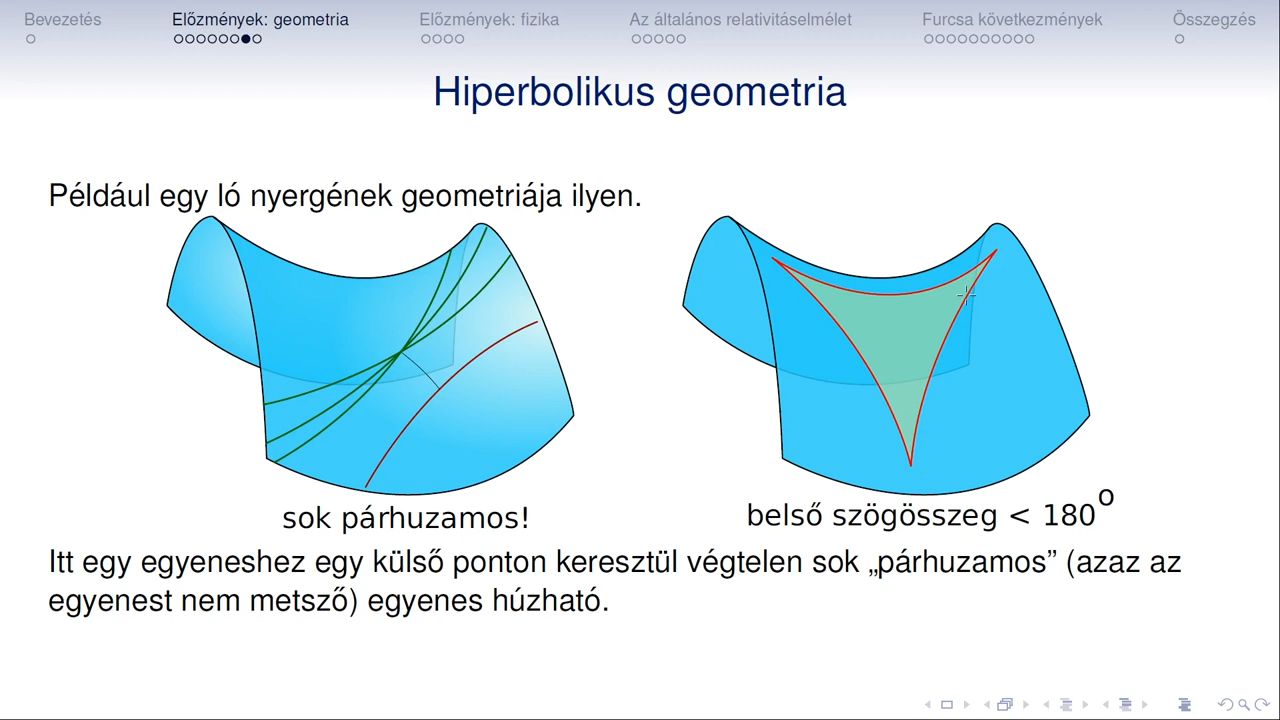 Bevezetés Előzmények: geometria Előzmények: fizika Az általános relativitáselmélet Furcsa következmények Összegzés
Hiperbolikus geometria
Például egy ló nyergének geometriája ilyen.
sok párhuzamos! belső szögösszeg < 180°
Itt egy egyeneshez egy külső ponton keresztül végtelen sok „párhuzamos” (azaz az
egyenest nem metsző) egyenes húzható.